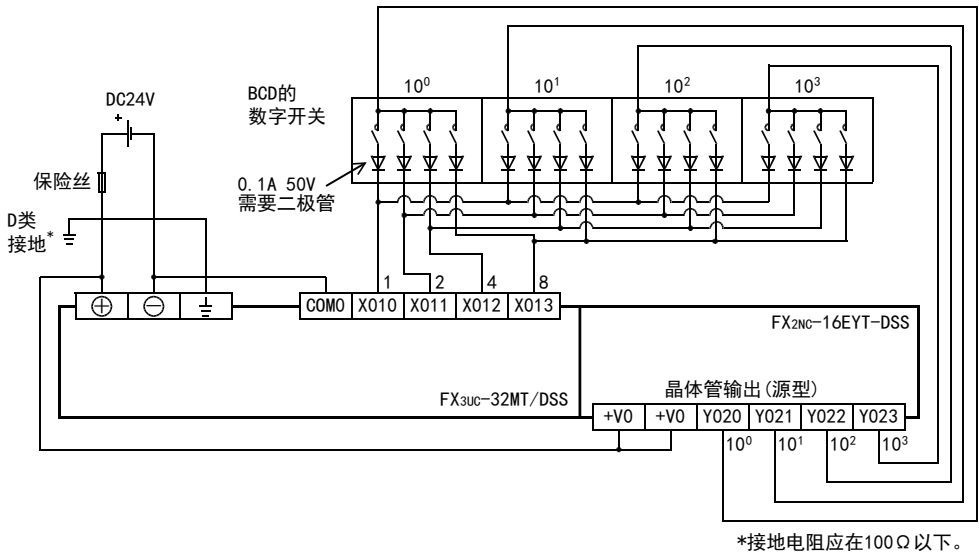 10⁰ 10¹ 10² 10³
BCD的
数字开关
DC24V
+
保险丝
0.1A 50V
需要二极管
D类
接地*
1 2 4 8
COM0 X010 X011 X012 X013
FX2NC-16EYT-DSS
FX3UC-32MT/DSS
晶体管输出(源型)
+V0 +V0 Y020 Y021 Y022 Y023
10⁰ 10¹ 10² 10³
*接地电阻应在100Ω以下。